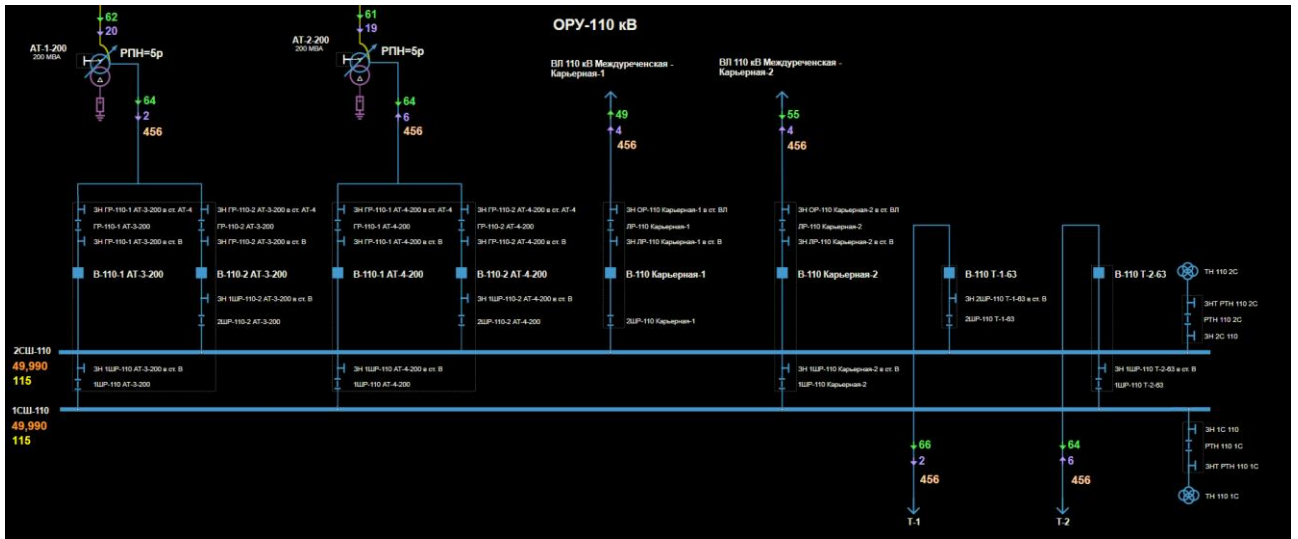 ОРУ-110 кВ
62
20
61
19
АТ-1-200
200 МВА
РПН=5р
АТ-2-200
200 МВА
РПН=5р
ВЛ 110 кВ Междуреченская -
Карьерная-1
ВЛ 110 кВ Междуреченская -
Карьерная-2
64
2
456
64
6
456
49
4
456
55
4
456
ЗН ГР-110-1 АТ-3-200 в ст. АТ-4
ЗН ГР-110-2 АТ-3-200 в ст. АТ-4
ЗН ГР-110-1 АТ-4-200 в ст. АТ-4
ЗН ГР-110-2 АТ-4-200 в ст. АТ-4
ЗН ОР-110 Карьерная-1 в ст. ВЛ
ЗН ОР-110 Карьерная-2 в ст. ВЛ
ГР-110-1 АТ-3-200
ГР-110-2 АТ-3-200
ГР-110-1 АТ-4-200
ГР-110-2 АТ-4-200
ЛР-110 Карьерная-1
ЛР-110 Карьерная-2
ЗН ГР-110-1 АТ-3-200 в ст. В
ЗН ГР-110-2 АТ-3-200 в ст. В
ЗН ГР-110-1 АТ-4-200 в ст. В
ЗН ГР-110-2 АТ-4-200 в ст. В
ЗН ЛР-110 Карьерная-1 в ст. В
ЗН ЛР-110 Карьерная-2 в ст. В
В-110-1 АТ-3-200
В-110-2 АТ-3-200
В-110-1 АТ-4-200
В-110-2 АТ-4-200
В-110 Карьерная-1
В-110 Карьерная-2
В-110 Т-1-63
В-110 Т-2-63
ТН 110 2С
ЗН 1ШР-110-2 АТ-3-200 в ст. В
ЗН 1ШР-110-2 АТ-4-200 в ст. В
ЗН 2ШР-110 Т-1-63 в ст. В
ЗНТ РТН 110 2С
2ШР-110-2 АТ-3-200
2ШР-110-2 АТ-4-200
2ШР-110 Карьерная-1
2ШР-110 Т-1-63
РТН 110 2С
ЗН 2С 110
2СШ-110
49,990
115
ЗН 1ШР-110 АТ-3-200 в ст. В
ЗН 1ШР-110 АТ-4-200 в ст. В
ЗН 1ШР-110 Карьерная-2 в ст. В
ЗН 1ШР-110 Т-2-63 в ст. В
1ШР-110 АТ-3-200
1ШР-110 АТ-4-200
1ШР-110 Карьерная-2
1ШР-110 Т-2-63
1СШ-110
49,990
115
66
2
456
64
6
456
ЗН 1С 110
РТН 110 1С
ЗНТ РТН 110 1С
ТН 110 1С
Т-1
Т-2